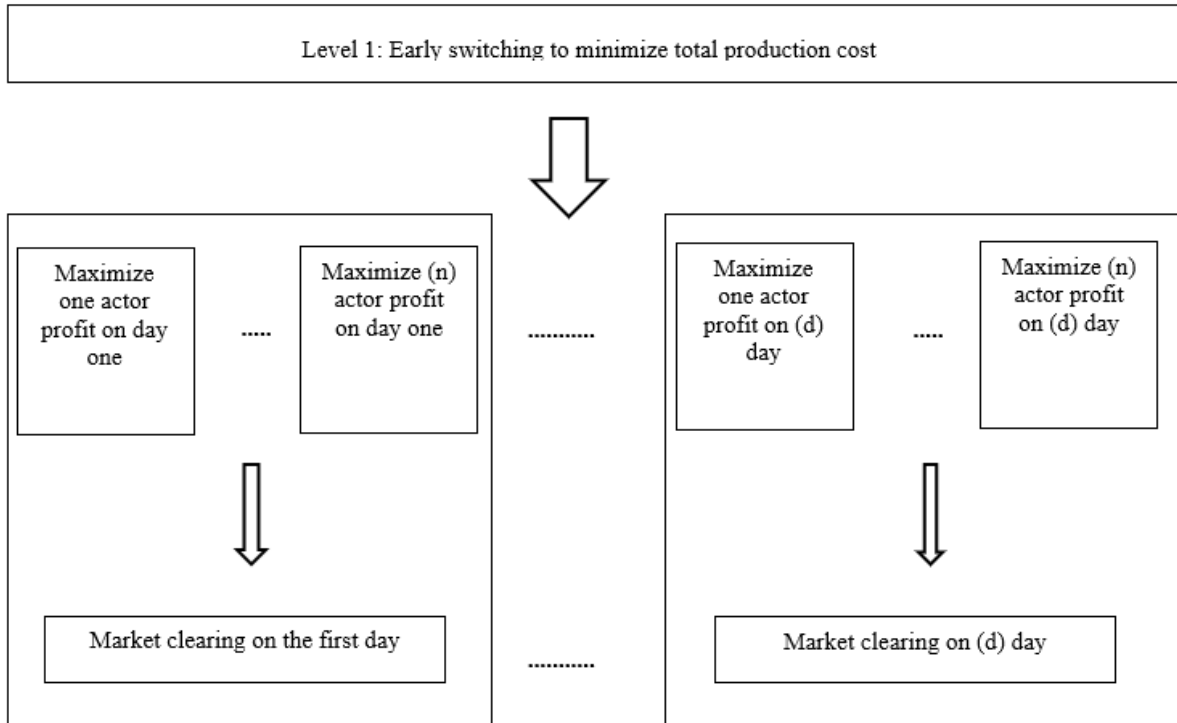 Level 1: Early switching to minimize total production cost
Maximize
one actor
profit on day
one
.....
Maximize (n)
actor profit
on day one
...........
Maximize
one actor
profit on (d)
day
.....
Maximize (n)
actor profit
on (d) day
Market clearing on the first day
...........
Market clearing on (d) day